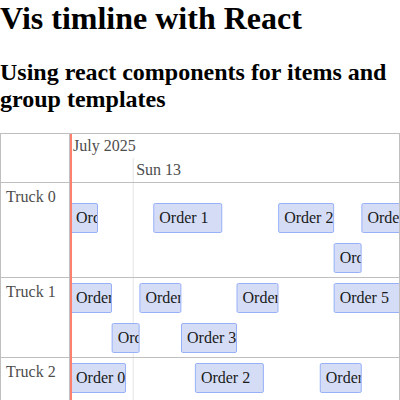 Vis timline with React
Using react components for items and
group templates
July 2025
Sun 13
Truck 0
Ord
Order 1
Order 2
Orde
Ord
Truck 1
Order
Order
Order
Order 5
Ord
Order 3
Truck 2
Order 0
Order 2
Order